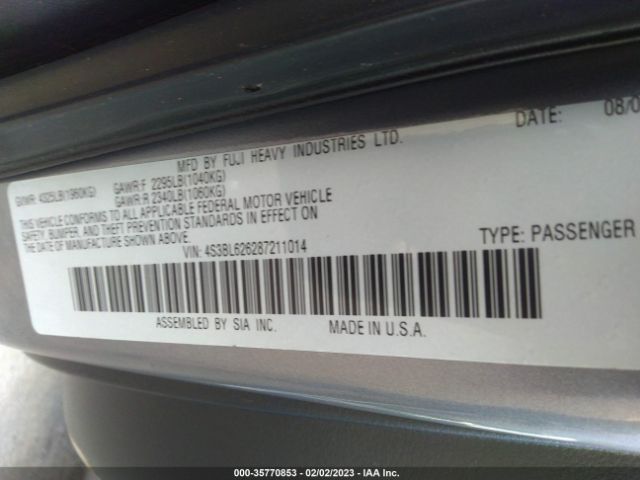 MFD BY FUJI HEAVY INDUSTRIES LTD. DATE: 08/0
GVWR: 4325LB(1960KG) GAWR:F 2295LB(1040KG)
GAWR:R 2340LB(1060KG)
THIS VEHICLE CONFORMS TO ALL APPLICABLE FEDERAL MOTOR VEHICLE
SAFETY, BUMPER, AND THEFT PREVENTION STANDARDS IN EFFECT ON
THE DATE OF MANUFACTURE SHOWN ABOVE.
VIN: 4S3BL626287211014 TYPE: PASSENGER
ASSEMBLED BY SIA INC. MADE IN U.S.A.
000-35770853 - 02/02/2023 - IAA Inc.